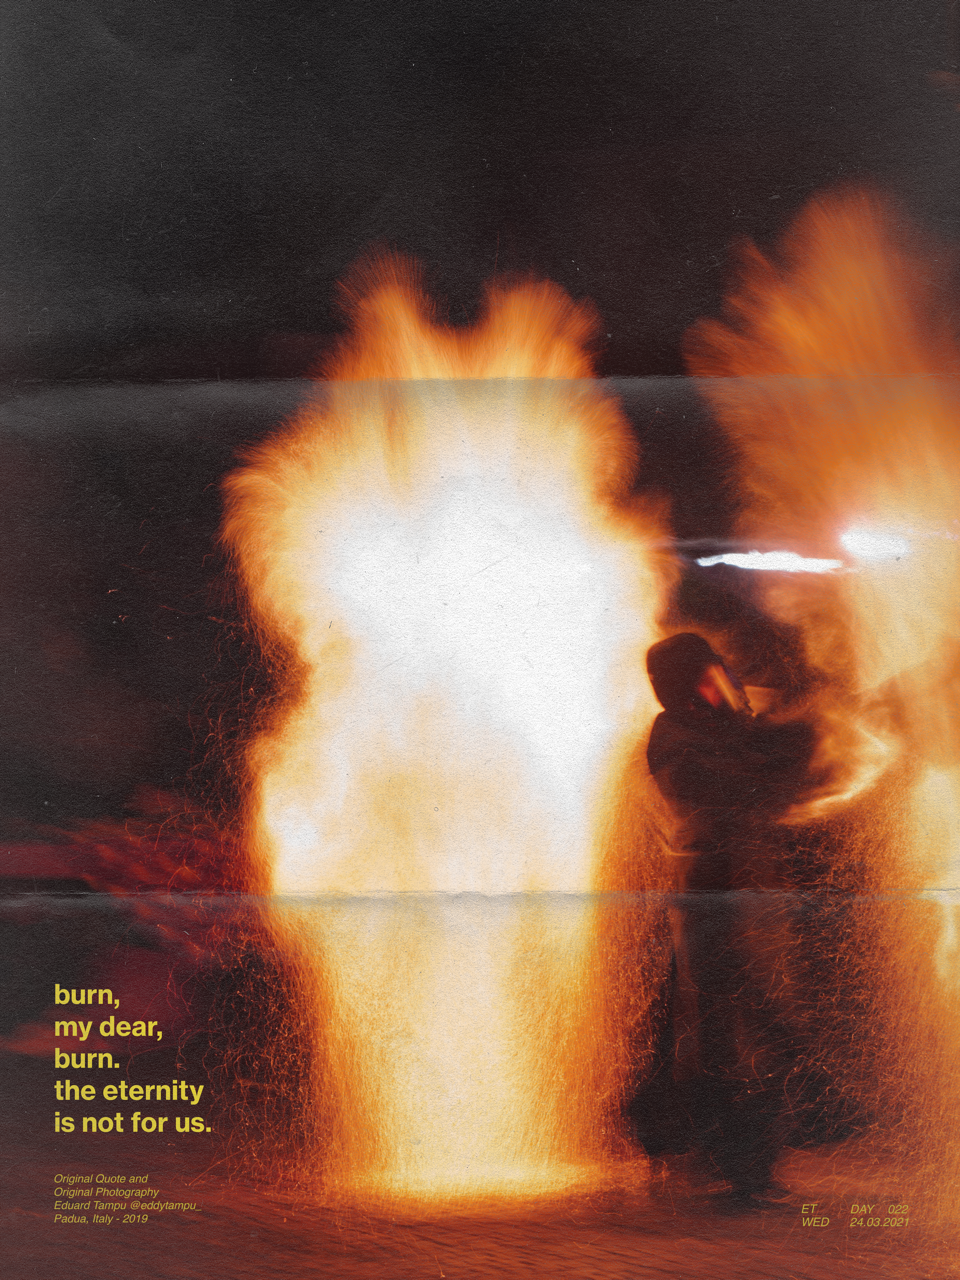 burn,
my dear,
burn.
the eternity
is not for us.
Original Quote and
Original Photography
Eduard Tampu @eddytampu_
Padua, Italy - 2019
ET DAY 022
WED 24.03.2021